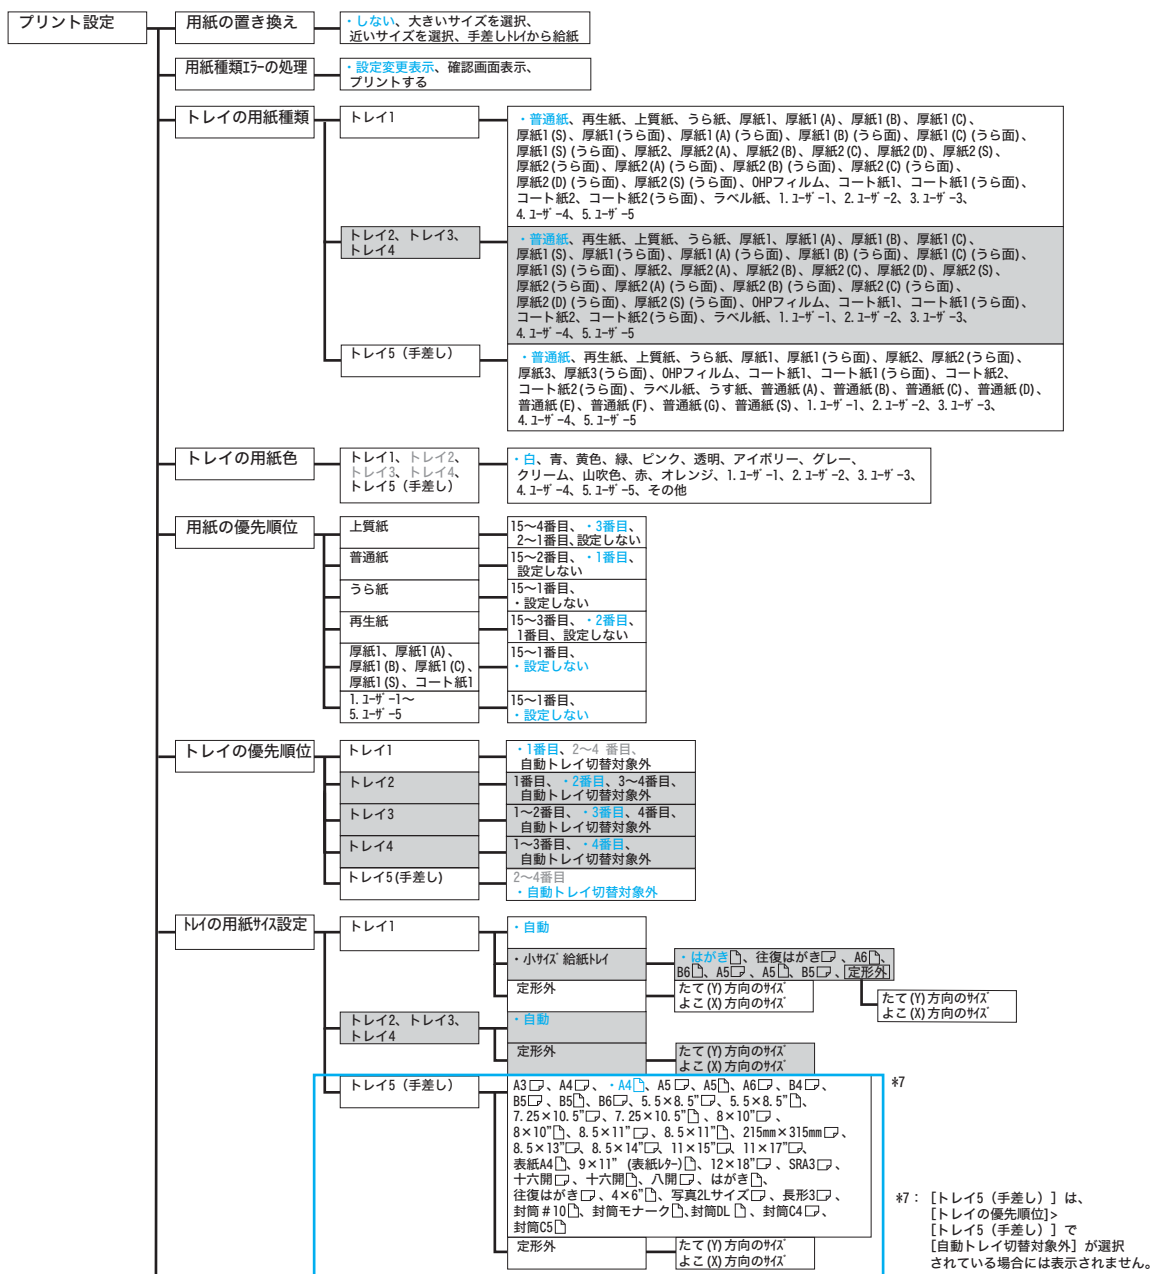 プリント設定
用紙の置き換え
・しない、大きいサイズを選択、
近いサイズを選択、手差しﾄﾚｲから給紙
用紙種類ｴﾗｰの処理
・設定変更表示、確認画面表示、
プリントする
トレイの用紙種類
トレイ1
・普通紙、再生紙、上質紙、うら紙、厚紙1、厚紙1(A)、厚紙1(B)、厚紙1(C)、
厚紙1(S)、厚紙1(うら面)、厚紙1(A)(うら面)、厚紙1(B)(うら面)、厚紙1(C)(うら面)、
厚紙1(S)(うら面)、厚紙2、厚紙2(A)、厚紙2(B)、厚紙2(C)、厚紙2(D)、厚紙2(S)、
厚紙2(うら面)、厚紙2(A)(うら面)、厚紙2(B)(うら面)、厚紙2(C)(うら面)、
厚紙2(D)(うら面)、厚紙2(S)(うら面)、OHPフィルム、コート紙1、コート紙1(うら面)、
コート紙2、コート紙2(うら面)、ラベル紙、1.ﾕｰｻﾞｰ1、2.ﾕｰｻﾞｰ2、3.ﾕｰｻﾞｰ3、
4.ﾕｰｻﾞｰ4、5.ﾕｰｻﾞｰ5
トレイ2、トレイ3、
トレイ4
・普通紙、再生紙、上質紙、うら紙、厚紙1、厚紙1(A)、厚紙1(B)、厚紙1(C)、
厚紙1(S)、厚紙1(うら面)、厚紙1(A)(うら面)、厚紙1(B)(うら面)、厚紙1(C)(うら面)、
厚紙1(S)(うら面)、厚紙2、厚紙2(A)、厚紙2(B)、厚紙2(C)、厚紙2(D)、厚紙2(S)、
厚紙2(うら面)、厚紙2(A)(うら面)、厚紙2(B)(うら面)、厚紙2(C)(うら面)、
厚紙2(D)(うら面)、厚紙2(S)(うら面)、OHPフィルム、コート紙1、コート紙1(うら面)、
コート紙2、コート紙2(うら面)、ラベル紙、1.ﾕｰｻﾞｰ1、2.ﾕｰｻﾞｰ2、3.ﾕｰｻﾞｰ3、
4.ﾕｰｻﾞｰ4、5.ﾕｰｻﾞｰ5
トレイ5（手差し）
・普通紙、再生紙、上質紙、うら紙、厚紙1、厚紙1(うら面)、厚紙2、厚紙2(うら面)、
厚紙3、厚紙3(うら面)、OHPフィルム、コート紙1、コート紙1(うら面)、コート紙2、
コート紙2(うら面)、ラベル紙、うす紙、普通紙(A)、普通紙(B)、普通紙(C)、普通紙(D)、
普通紙(E)、普通紙(F)、普通紙(G)、普通紙(S)、1.ﾕｰｻﾞｰ1、2.ﾕｰｻﾞｰ2、3.ﾕｰｻﾞｰ3、
4.ﾕｰｻﾞｰ4、5.ﾕｰｻﾞｰ5
トレイの用紙色
トレイ1、トレイ2、
トレイ3、トレイ4、
トレイ5（手差し）
・白、青、黄色、緑、ピンク、透明、アイボリー、グレー、
クリーム、山吹色、赤、オレンジ、1.ﾕｰｻﾞｰ1、2.ﾕｰｻﾞｰ2、3.ﾕｰｻﾞｰ3、
4.ﾕｰｻﾞｰ4、5.ﾕｰｻﾞｰ5、その他
用紙の優先順位
上質紙
15～4番目、・3番目、
2～1番目、設定しない
普通紙
15～2番目、・1番目、
設定しない
うら紙
15～1番目、
・設定しない
再生紙
15～3番目、・2番目、
1番目、設定しない
厚紙1、厚紙1(A)、
厚紙1(B)、厚紙1(C)、
厚紙1(S)、コート紙1
15～1番目、
・設定しない
1.ﾕｰｻﾞｰ1～
5.ﾕｰｻﾞｰ5
15～1番目、
・設定しない
トレイの優先順位
トレイ1
・1番目、2～4 番目、
自動トレイ切替対象外
トレイ2
1番目、・2番目、3～4番目、
自動トレイ切替対象外
トレイ3
1～2番目、・3番目、4番目、
自動トレイ切替対象外
トレイ4
1～3番目、・4番目、
自動トレイ切替対象外
トレイ5(手差し)
2～4番目
・自動トレイ切替対象外
ﾄﾚｲの用紙ｻｲｽﾞ設定
トレイ1
・自動
・小ｻｲｽﾞ給紙ﾄﾚｲ
・はがき、往復はがき、A6、
B6、A5、A5、B5、定形外
たて(Y)方向のｻｲｽﾞ
よこ(X)方向のｻｲｽﾞ
定形外
たて(Y)方向のｻｲｽﾞ
よこ(X)方向のｻｲｽﾞ
トレイ2、トレイ3、
トレイ4
・自動
定形外
たて(Y)方向のｻｲｽﾞ
よこ(X)方向のｻｲｽﾞ
トレイ5（手差し）
A3、A4、・A4、A5、A5、A6、B4、
B5、B5、B6、5.5×8.5"、5.5×8.5"、
7.25×10.5"、7.25×10.5"、8×10"、
8×10"、8.5×11"、8.5×11"、215mm×315mm、
8.5×13"、8.5×14"、11×15"、11×17"、
表紙A4、9×11" (表紙ﾚﾀｰ)、12×18"、SRA3、
十六開、十六開、八開、はがき、
往復はがき、4×6"、写真2Lサイズ、長形3、
封筒#10、封筒モナーク、封筒DL、封筒C4、
封筒C5
*7
定形外
たて(Y)方向のｻｲｽﾞ
よこ(X)方向のｻｲｽﾞ
*7： ［トレイ5（手差し）］は、
［トレイの優先順位］>
［トレイ5（手差し）］で
［自動トレイ切替対象外］が選択
されている場合には表示されません。